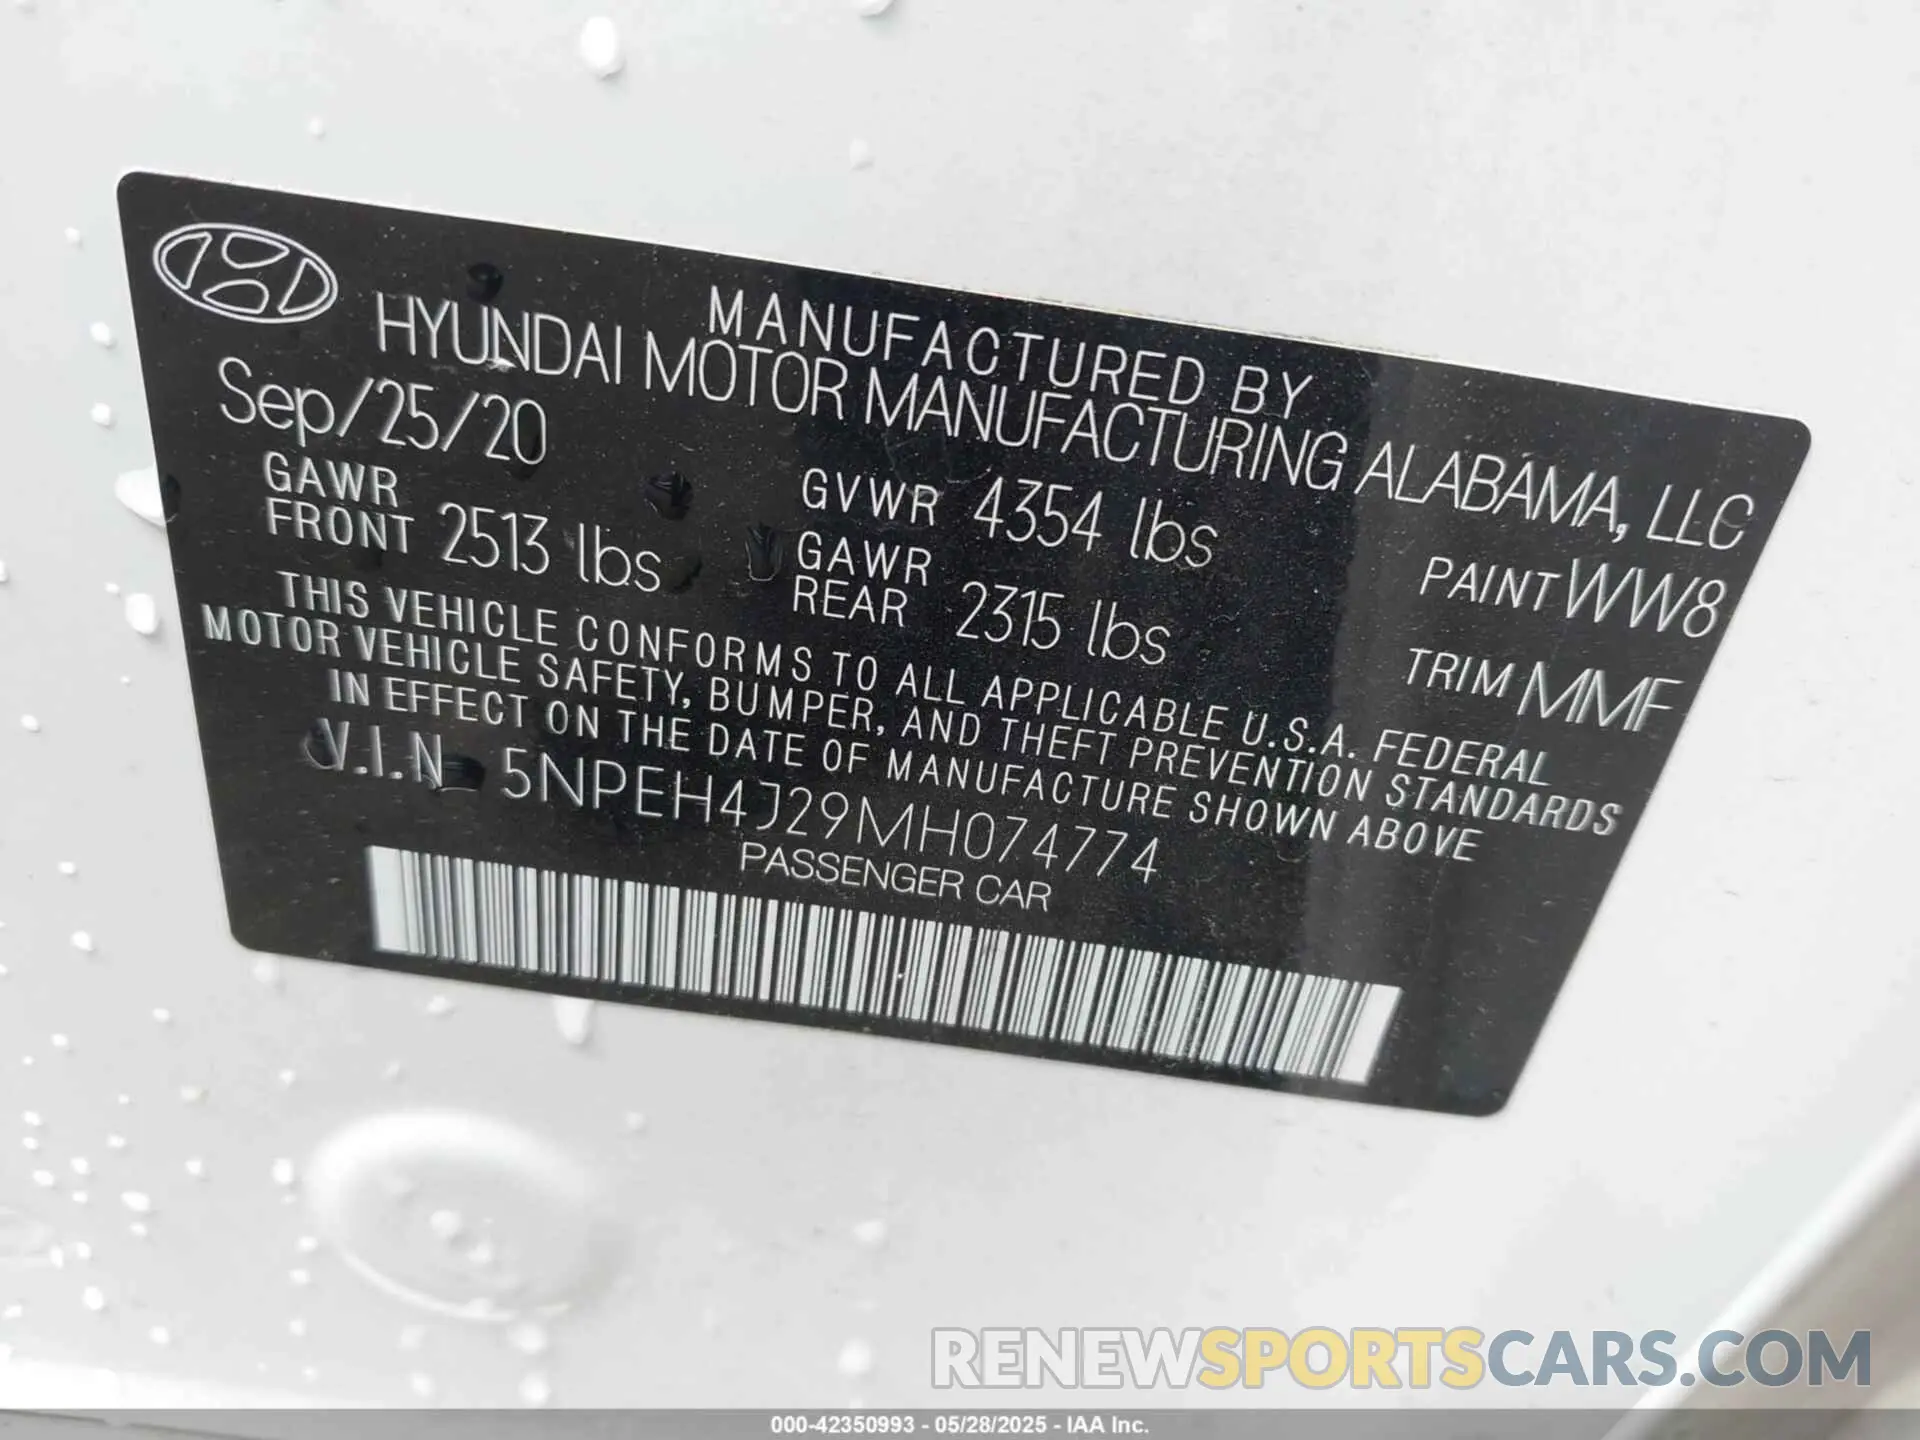 MANUFACTURED BY
HYUNDAI MOTOR MANUFACTURING ALABAMA, LLC
Sep/25/20
GVWR 4354 lbs
PAINT WW8
GAWR FRONT 2513 lbs
GAWR REAR 2315 lbs
TRIM MMF
THIS VEHICLE CONFORMS TO ALL APPLICABLE U.S.A. FEDERAL
MOTOR VEHICLE SAFETY, BUMPER, AND THEFT PREVENTION STANDARDS
IN EFFECT ON THE DATE OF MANUFACTURE SHOWN ABOVE
V.I.N 5NPEH4J29MH074774
PASSENGER CAR
RENEWSPORTSCARS.COM
000-42350993 - 05/28/2025 - IAA Inc.